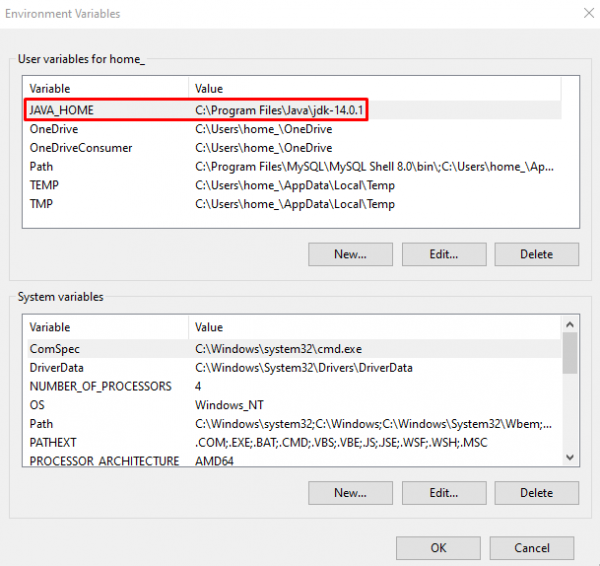 Environment Variables
User variables for home_
Variable Value
JAVA_HOME C:\Program Files\Java\jdk-14.0.1
OneDrive C:\Users\home_\OneDrive
OneDriveConsumer C:\Users\home_\OneDrive
Path C:\Program Files\MySQL\MySQL Shell 8.0\bin\;C:\Users\home_\Ap...
TEMP C:\Users\home_\AppData\Local\Temp
TMP C:\Users\home_\AppData\Local\Temp
New... Edit... Delete
System variables
Variable Value
ComSpec C:\Windows\system32\cmd.exe
DriverData C:\Windows\System32\Drivers\DriverData
NUMBER_OF_PROCESSORS 4
OS Windows_NT
Path C:\Windows\system32;C:\Windows;C:\Windows\System32\Wbem;...
PATHEXT .COM;.EXE;.BAT;.CMD;.VBS;.VBE;.JS;.JSE;.WSF;.WSH;.MSC
PROCESSOR_ARCHITECTURE AMD64
New... Edit... Delete
OK Cancel